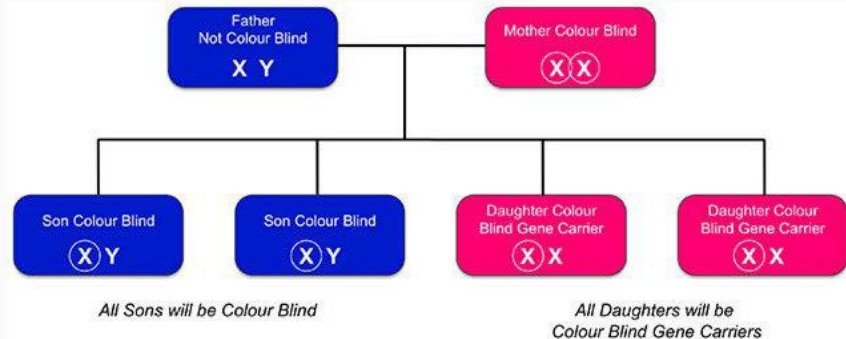 Father
Not Colour Blind
X Y
Mother Colour Blind
X X
Son Colour Blind
X Y
Son Colour Blind
X Y
Daughter Colour
Blind Gene Carrier
X X
Daughter Colour
Blind Gene Carrier
X X
All Sons will be Colour Blind
All Daughters will be
Colour Blind Gene Carriers